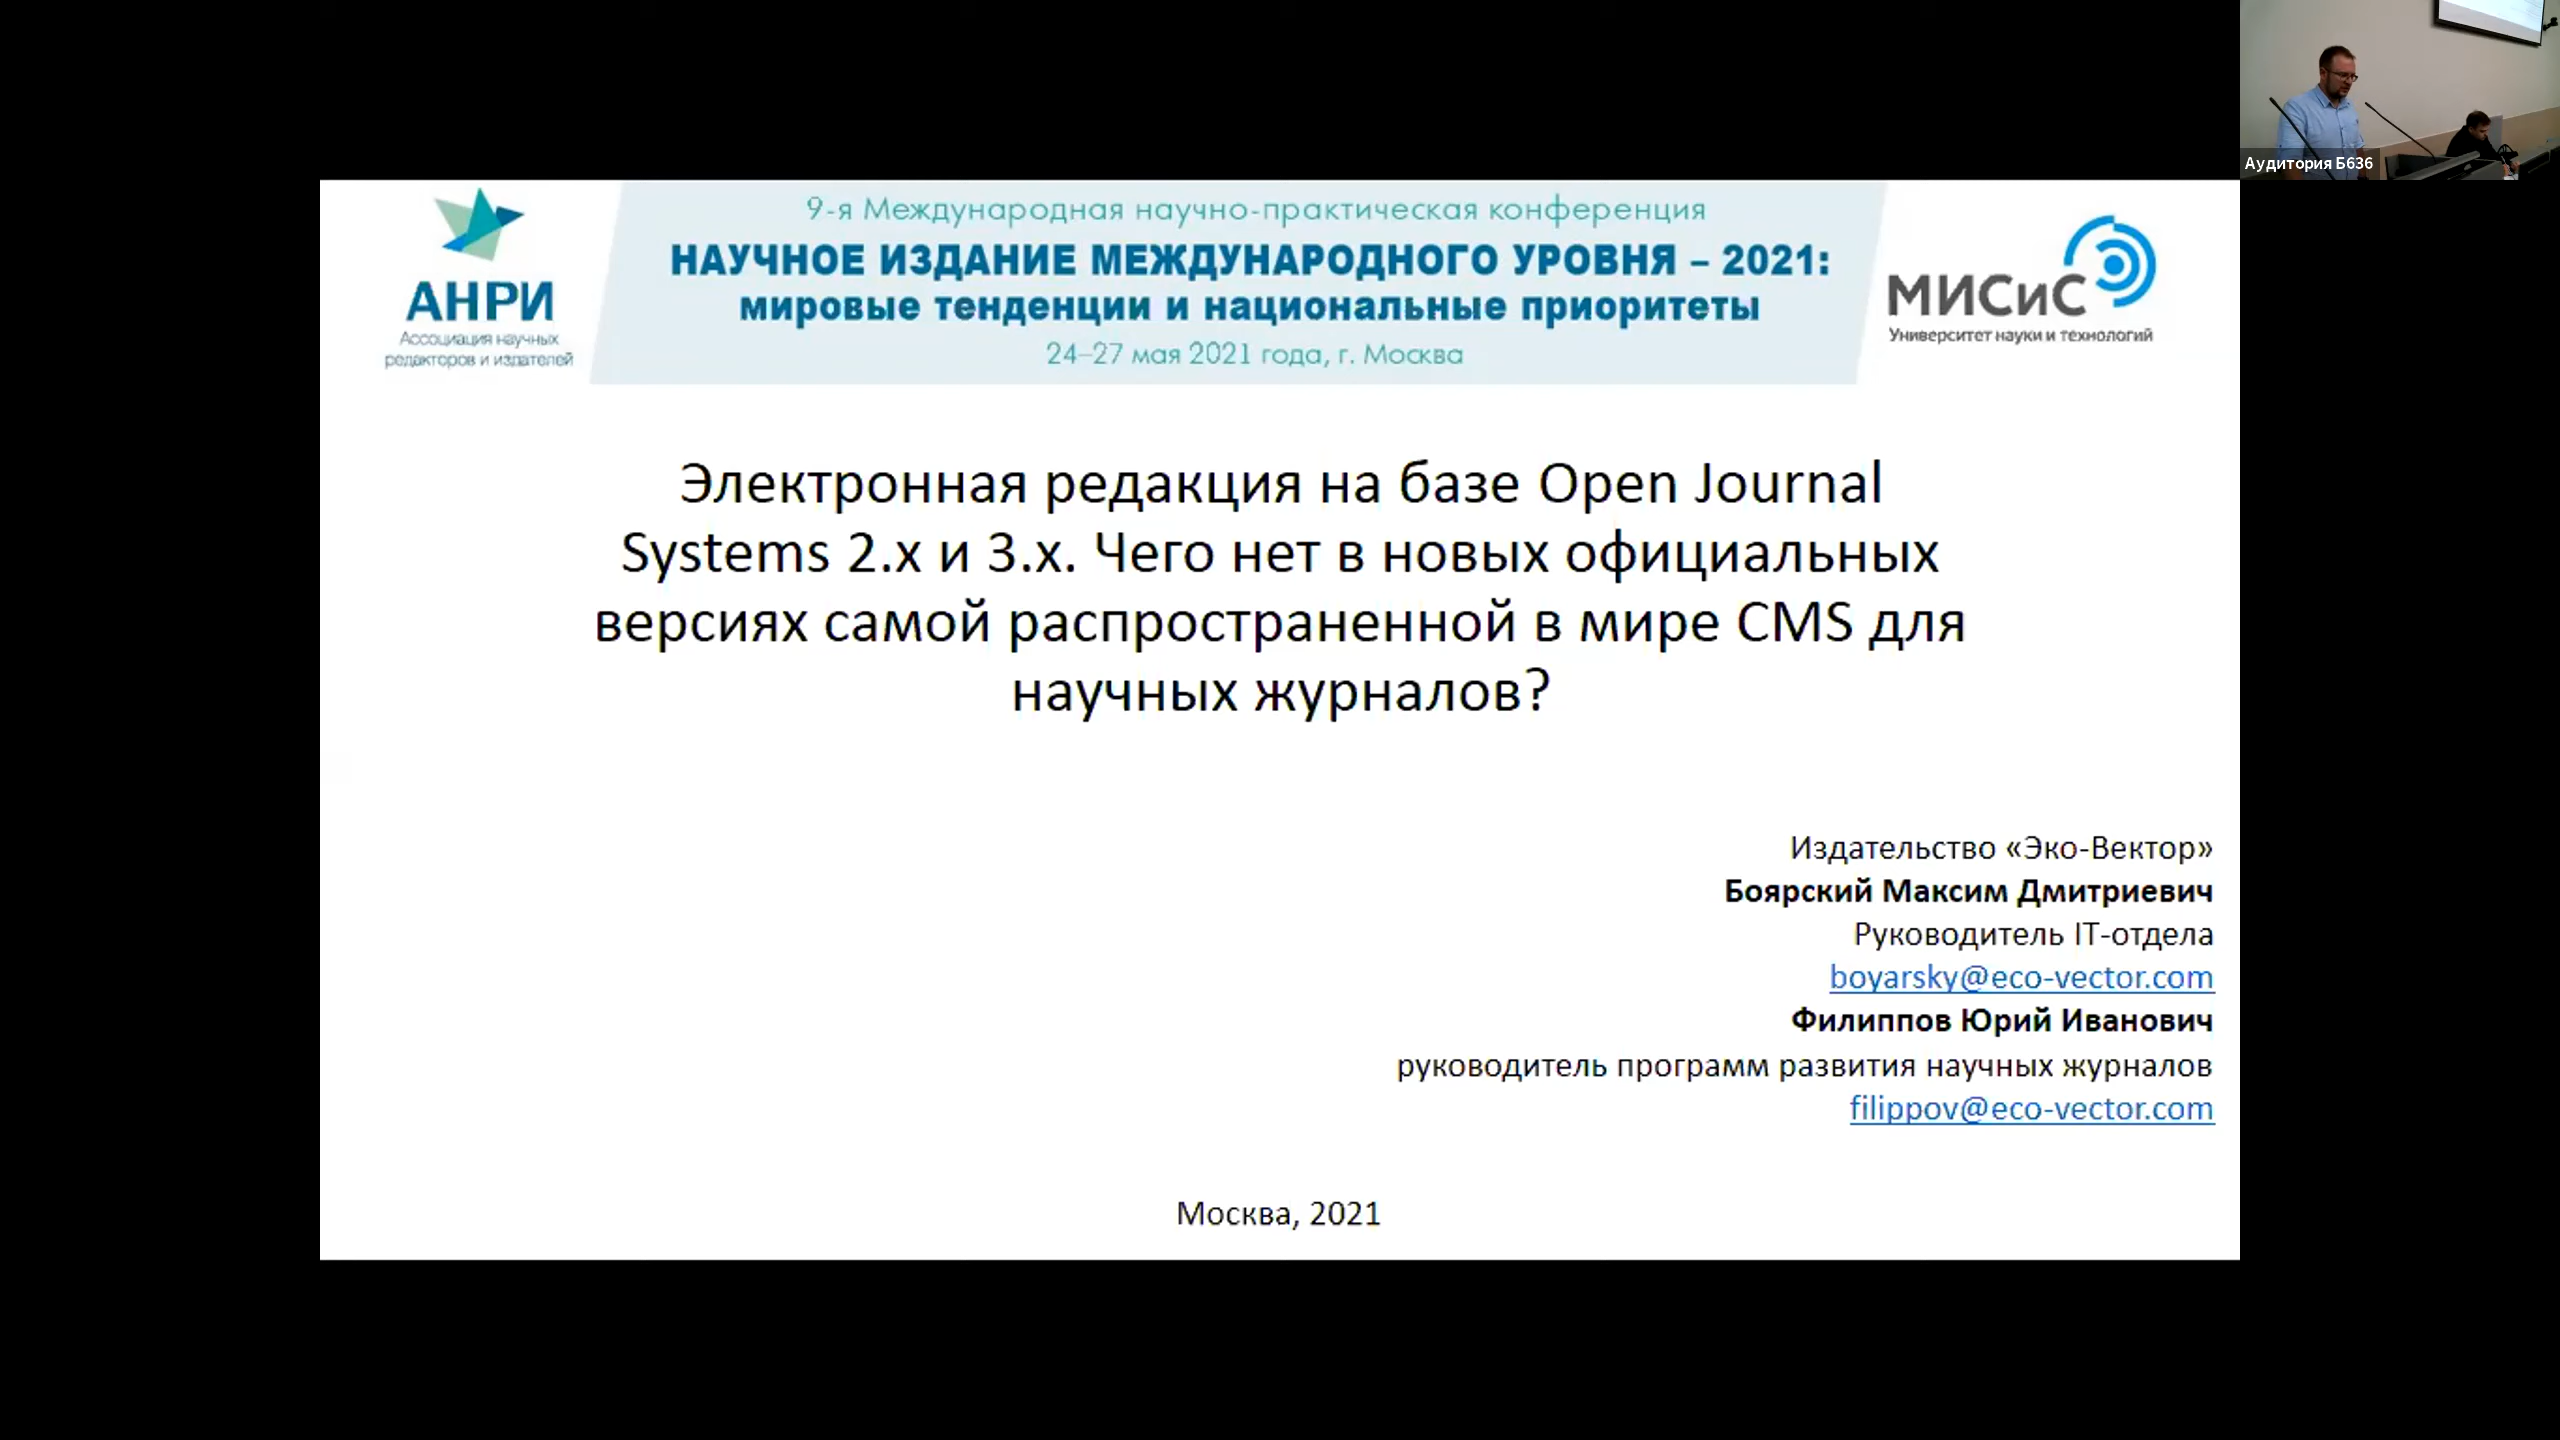 Аудитория Б636
9-я Международная научно-практическая конференция
НАУЧНОЕ ИЗДАНИЕ МЕЖДУНАРОДНОГО УРОВНЯ – 2021:
мировые тенденции и национальные приоритеты
24–27 мая 2021 года, г. Москва
АНРИ
Ассоциация научных
редакторов и издателей
МИСиС
Университет науки и технологий
Электронная редакция на базе Open Journal
Systems 2.x и 3.x. Чего нет в новых официальных
версиях самой распространенной в мире CMS для
научных журналов?
Издательство «Эко-Вектор»
Боярский Максим Дмитриевич
Руководитель IT-отдела
boyarsky@eco-vector.com
Филиппов Юрий Иванович
руководитель программ развития научных журналов
filippov@eco-vector.com
Москва, 2021